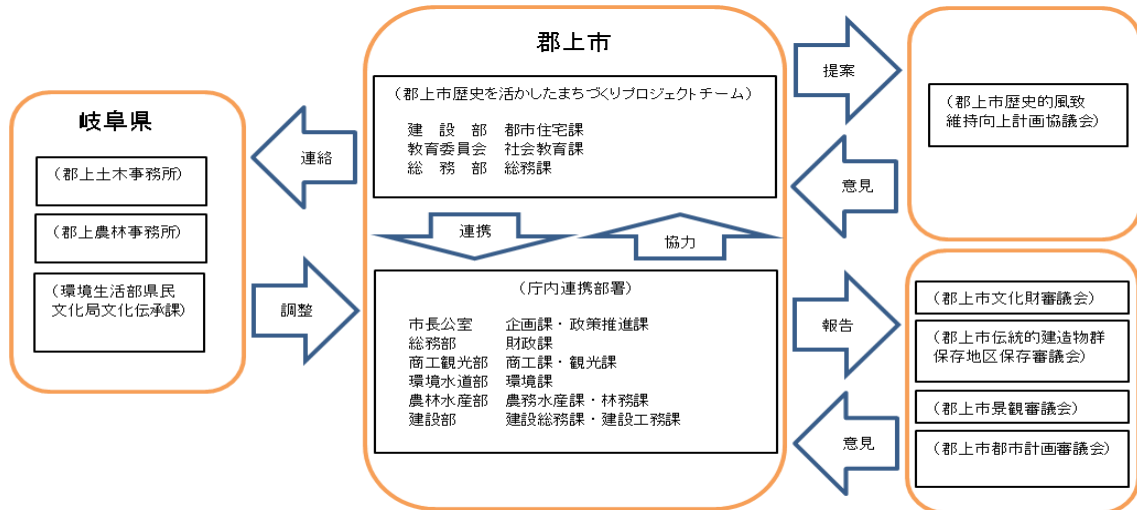 岐阜県
(郡上土木事務所)
(郡上農林事務所)
(環境生活部県民
文化局文化伝承課)
連絡
調整
郡上市
(郡上市歴史を活かしたまちづくりプロジェクトチーム)
建設部 都市住宅課
教育委員会 社会教育課
総務部 総務課
連携
協力
(庁内連携部署)
市長公室 企画課・政策推進課
総務部 財政課
商工観光部 商工課・観光課
環境水道部 環境課
農林水産部 農務水産課・林務課
建設部 建設総務課・建設工務課
提案
意見
(郡上市歴史的風致
維持向上計画協議会)
報告
意見
(郡上市文化財審議会)
(郡上市伝統的建造物群
保存地区保存審議会)
(郡上市景観審議会)
(郡上市都市計画審議会)